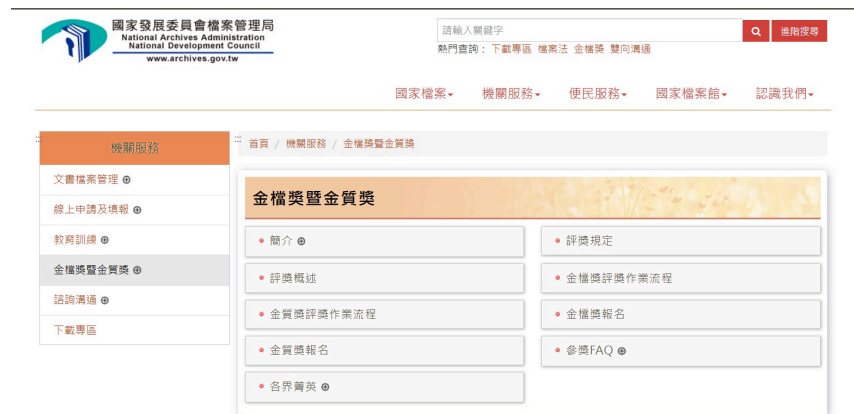 國家發展委員會檔案管理局
National Archives Administration
National Development Council
www.archives.gov.tw
請輸入關鍵字
進階搜尋
熱門查詢： 下載專區 檔案法 金檔獎 雙向溝通
國家檔案 機關服務 便民服務 國家檔案館 認識我們
:::
機關服務
文書檔案管理
線上申請及填報
教育訓練
金檔獎暨金質獎
諮詢溝通
下載專區
:::
首頁 / 機關服務 / 金檔獎暨金質獎
金檔獎暨金質獎
簡介
評獎規定
評獎概述
金檔獎評獎作業流程
金質獎評獎作業流程
金檔獎報名
金質獎報名
參獎FAQ
各界菁英